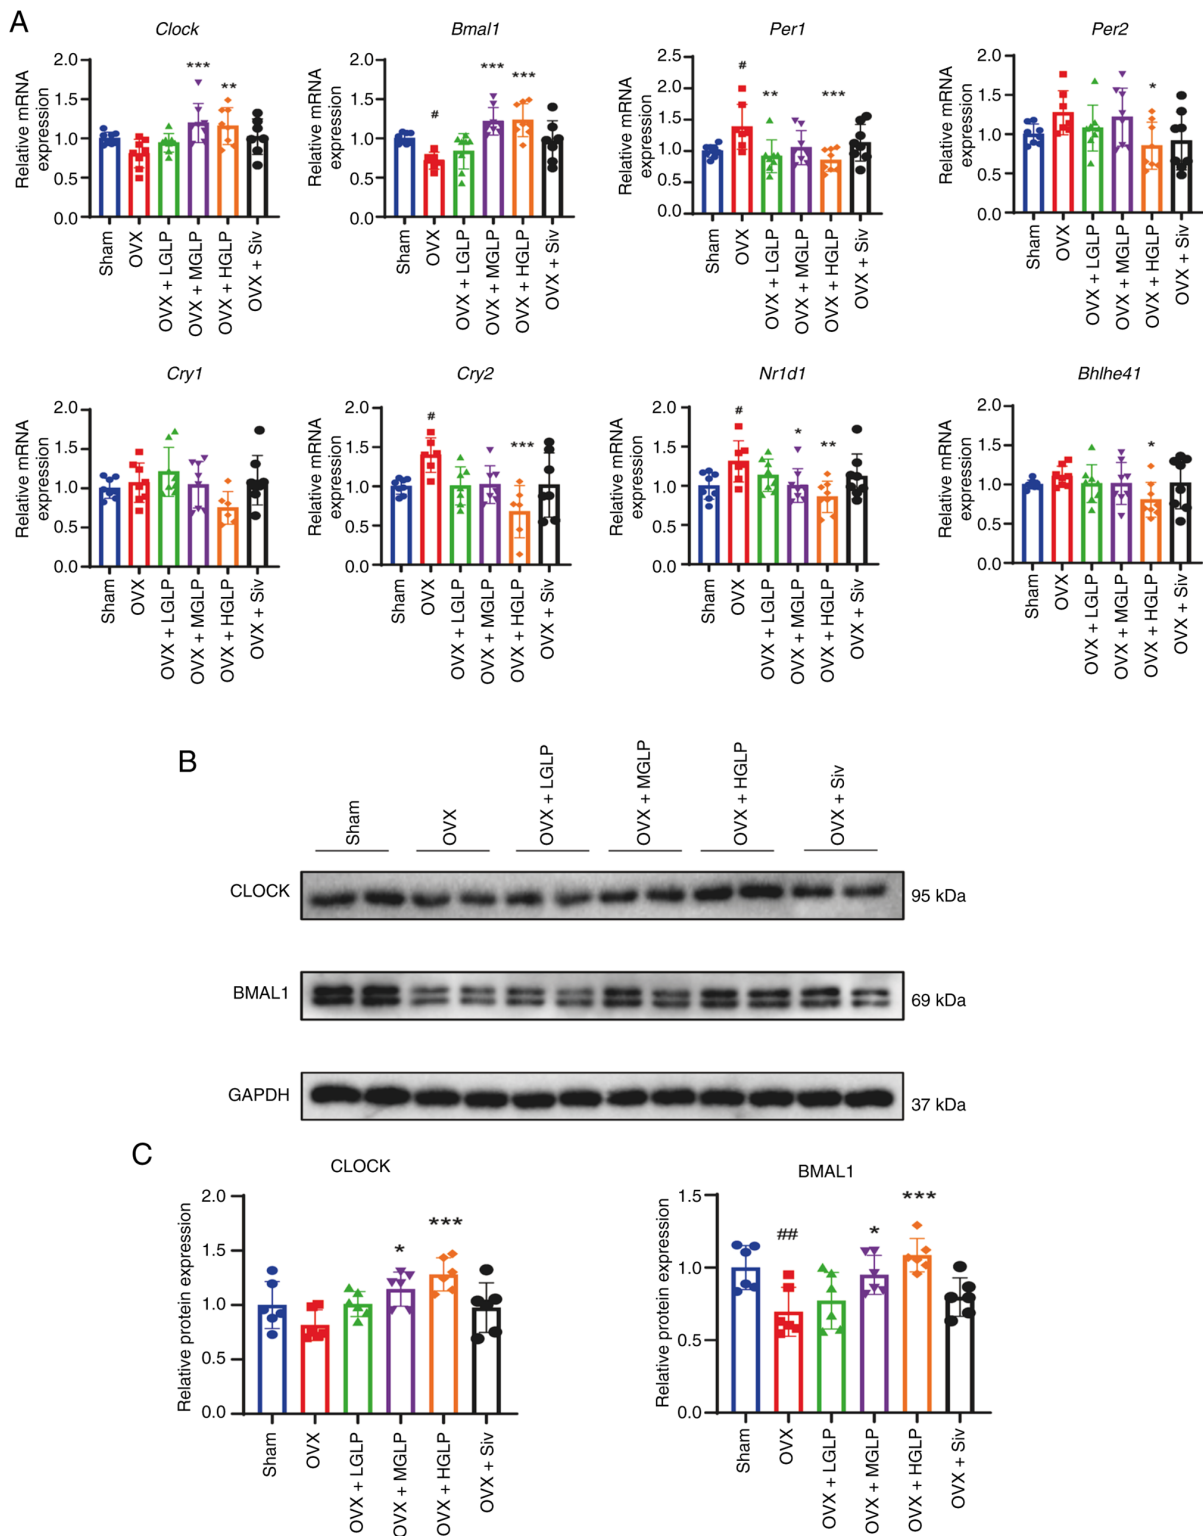 A
Clock
Bmal1
Per1
Per2
Relative mRNA
expression
2.0
1.5
1.0
0.5
0.0
***
**
Sham
OVX
OVX + LGLP
OVX + MGLP
OVX + HGLP
OVX + Siv
Relative mRNA
expression
2.0
1.5
1.0
0.5
0.0
#
***
***
Sham
OVX
OVX + LGLP
OVX + MGLP
OVX + HGLP
OVX + Siv
Relative mRNA
expression
2.5
2.0
1.5
1.0
0.5
0.0
#
**
***
Sham
OVX
OVX + LGLP
OVX + MGLP
OVX + HGLP
OVX + Siv
Relative mRNA
expression
2.0
1.5
1.0
0.5
0.0
*
Sham
OVX
OVX + LGLP
OVX + MGLP
OVX + HGLP
OVX + Siv
Cry1
Cry2
Nr1d1
Bhlhe41
Relative mRNA
expression
2.0
1.5
1.0
0.5
0.0
Sham
OVX
OVX + LGLP
OVX + MGLP
OVX + HGLP
OVX + Siv
Relative mRNA
expression
2.0
1.5
1.0
0.5
0.0
#
***
Sham
OVX
OVX + LGLP
OVX + MGLP
OVX + HGLP
OVX + Siv
Relative mRNA
expression
2.0
1.5
1.0
0.5
0.0
#
*
**
Sham
OVX
OVX + LGLP
OVX + MGLP
OVX + HGLP
OVX + Siv
Relative mRNA
expression
2.0
1.5
1.0
0.5
0.0
*
Sham
OVX
OVX + LGLP
OVX + MGLP
OVX + HGLP
OVX + Siv
B
Sham
OVX
OVX + LGLP
OVX + MGLP
OVX + HGLP
OVX + Siv
CLOCK
95 kDa
BMAL1
69 kDa
GAPDH
37 kDa
C
CLOCK
Relative protein expression
2.0
1.5
1.0
0.5
0.0
*
***
Sham
OVX
OVX + LGLP
OVX + MGLP
OVX + HGLP
OVX + Siv
BMAL1
Relative protein expression
1.5
1.0
0.5
0.0
##
*
***
Sham
OVX
OVX + LGLP
OVX + MGLP
OVX + HGLP
OVX + Siv